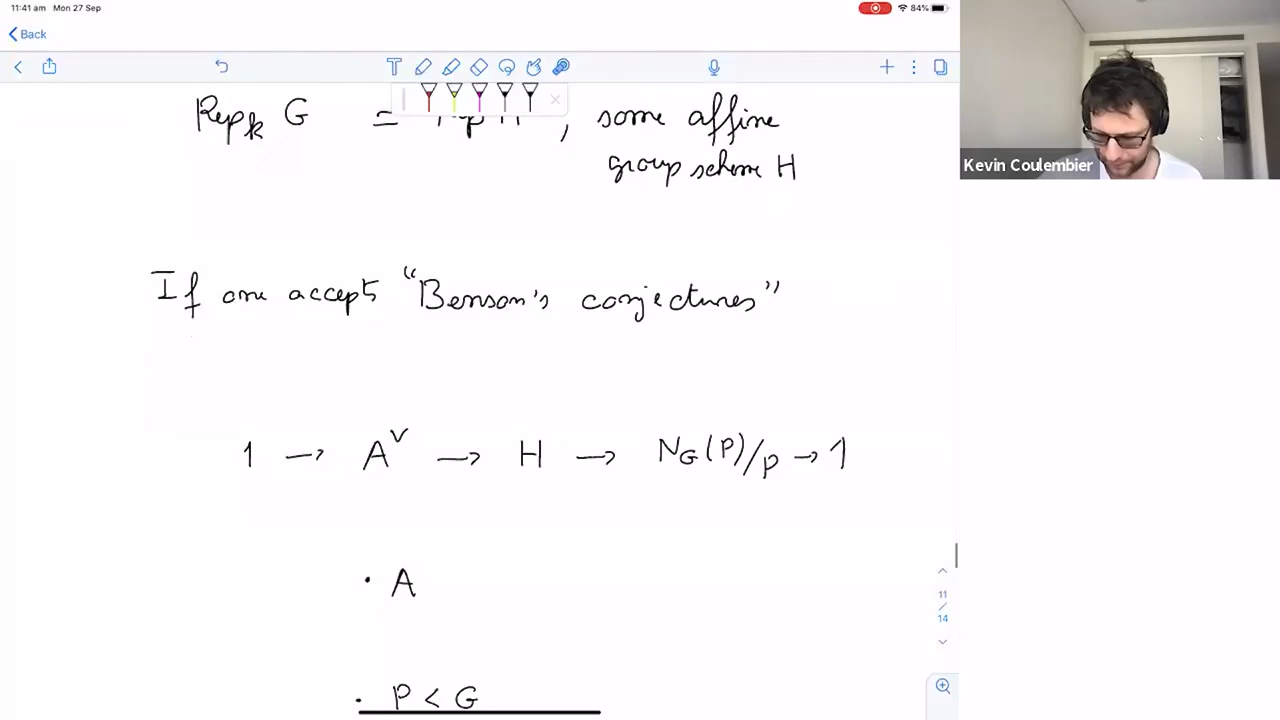 11:41 am Mon 27 Sep
84%
Back
Rep_k G = , some affine
group scheme H
Kevin Coulembier
If one accepts "Benson's conjectures"
1 → A^∨ → H → N_G(P)/P → 1
· A
11
/
14
· P < G